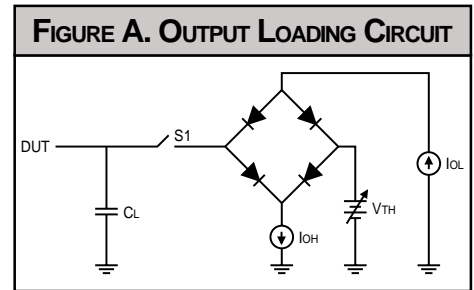 FIGURE A. OUTPUT LOADING CIRCUIT
DUT
S1
CL
IOH
VTH
IOL